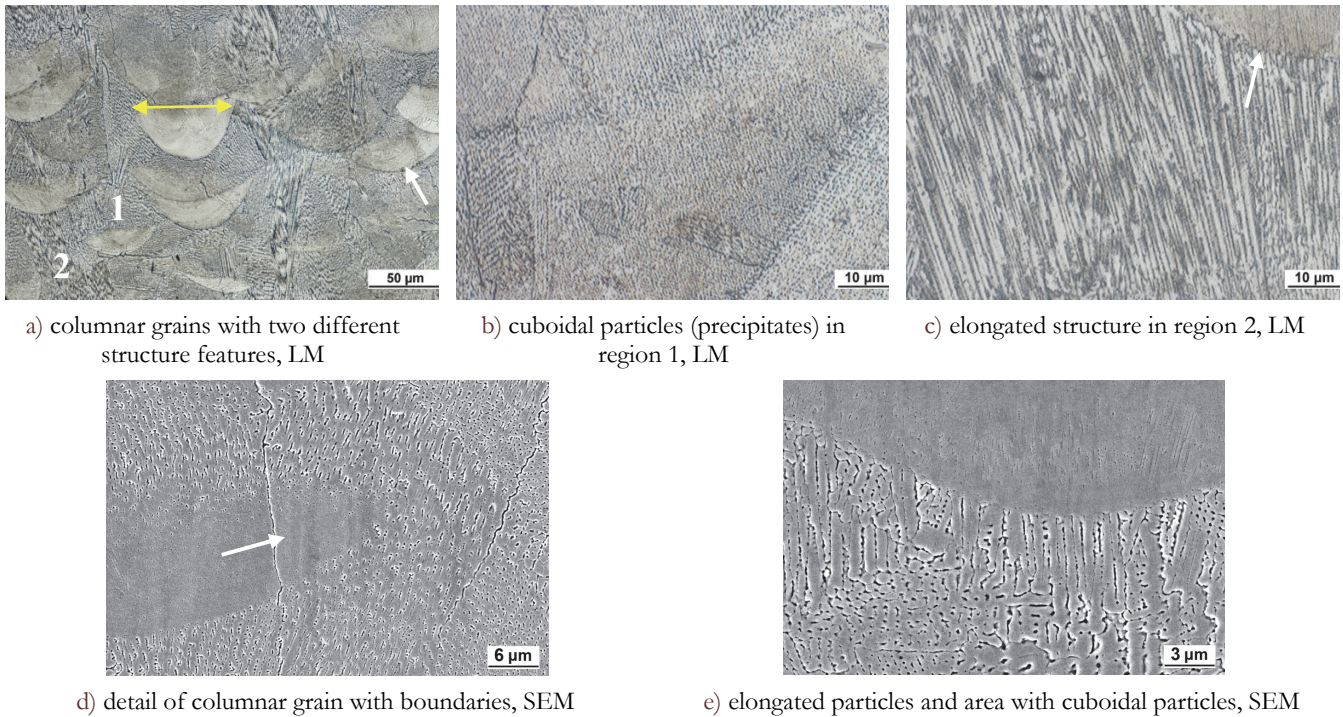 1
2
50 µm
10 µm
10 µm
a) columnar grains with two different
structure features, LM
b) cuboidal particles (precipitates) in
region 1, LM
c) elongated structure in region 2, LM
6 µm
3 µm
d) detail of columnar grain with boundaries, SEM
e) elongated particles and area with cuboidal particles, SEM